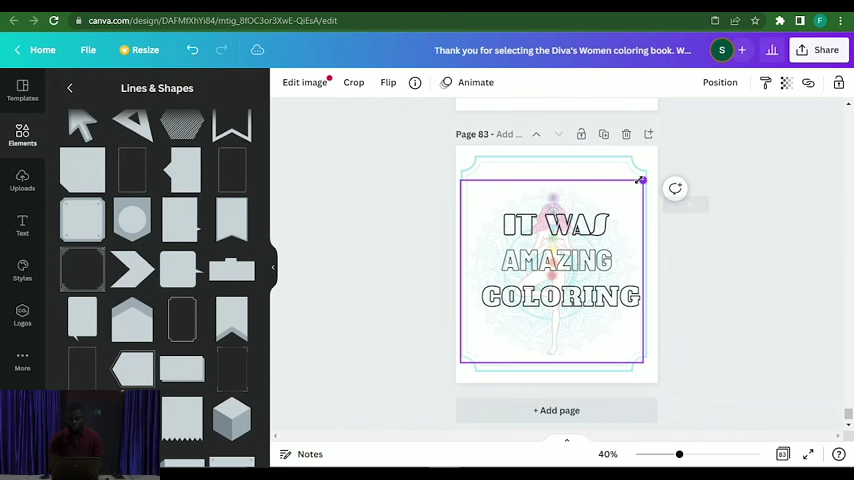 canva.com/design/DAFMfXhYi84/mtig_8fOC3or3XwE-QiEsA/edit
F
Home
File
Resize
Thank you for selecting the Diva's Women coloring book. W...
S
Share
Templates
Lines & Shapes
Edit image
Crop
Flip
Animate
Position
Elements
Page 83 - Add ...
Uploads
Text
Styles
Logos
More
IT WAS
AMAZING
COLORING
+ Add page
Notes
40%
83